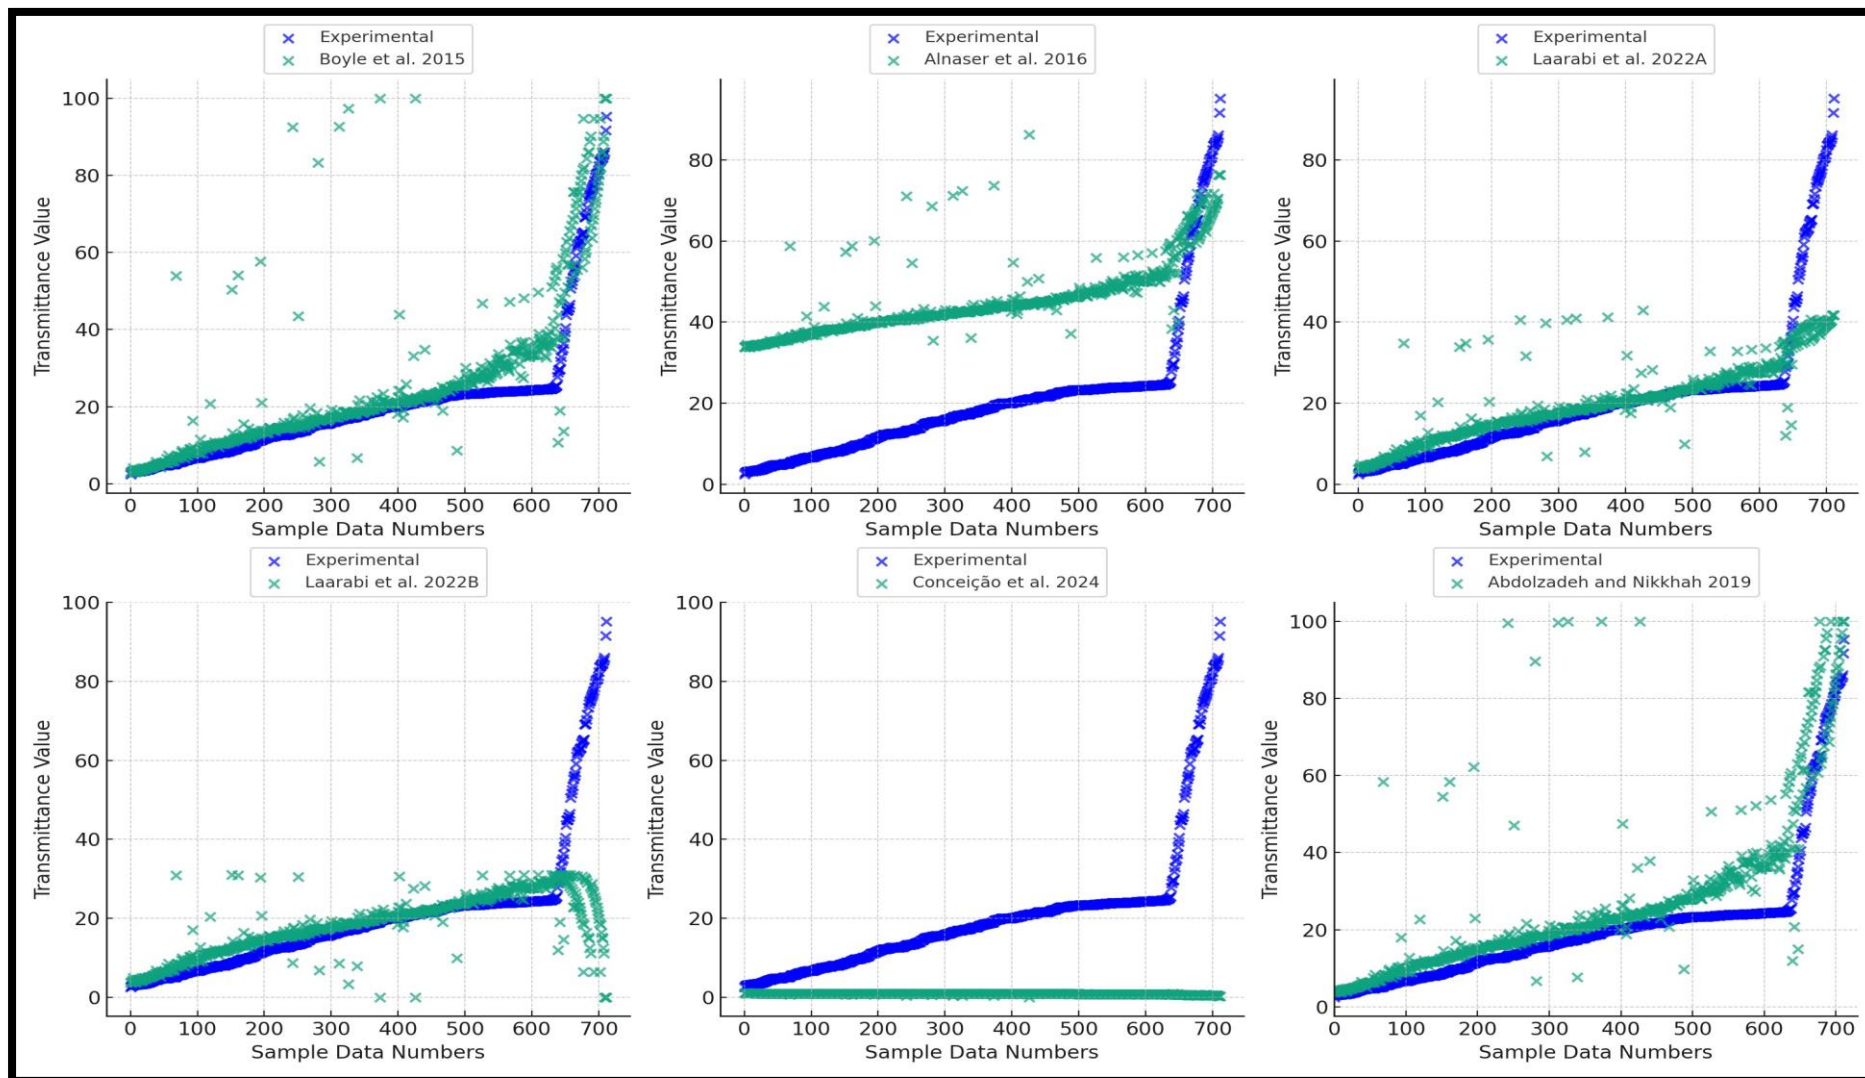 Experimental
Boyle et al. 2015
100
80
60
40
20
0
Transmittance Value
0 100 200 300 400 500 600 700
Sample Data Numbers
Experimental
Alnaser et al. 2016
80
60
40
20
0
Transmittance Value
0 100 200 300 400 500 600 700
Sample Data Numbers
Experimental
Laarabi et al. 2022A
80
60
40
20
0
Transmittance Value
0 100 200 300 400 500 600 700
Sample Data Numbers
Experimental
Laarabi et al. 2022B
100
80
60
40
20
0
Transmittance Value
0 100 200 300 400 500 600 700
Sample Data Numbers
Experimental
Conceição et al. 2024
100
80
60
40
20
0
Transmittance Value
0 100 200 300 400 500 600 700
Sample Data Numbers
Experimental
Abdolzadeh and Nikkhah 2019
100
80
60
40
20
0
Transmittance Value
0 100 200 300 400 500 600 700
Sample Data Numbers